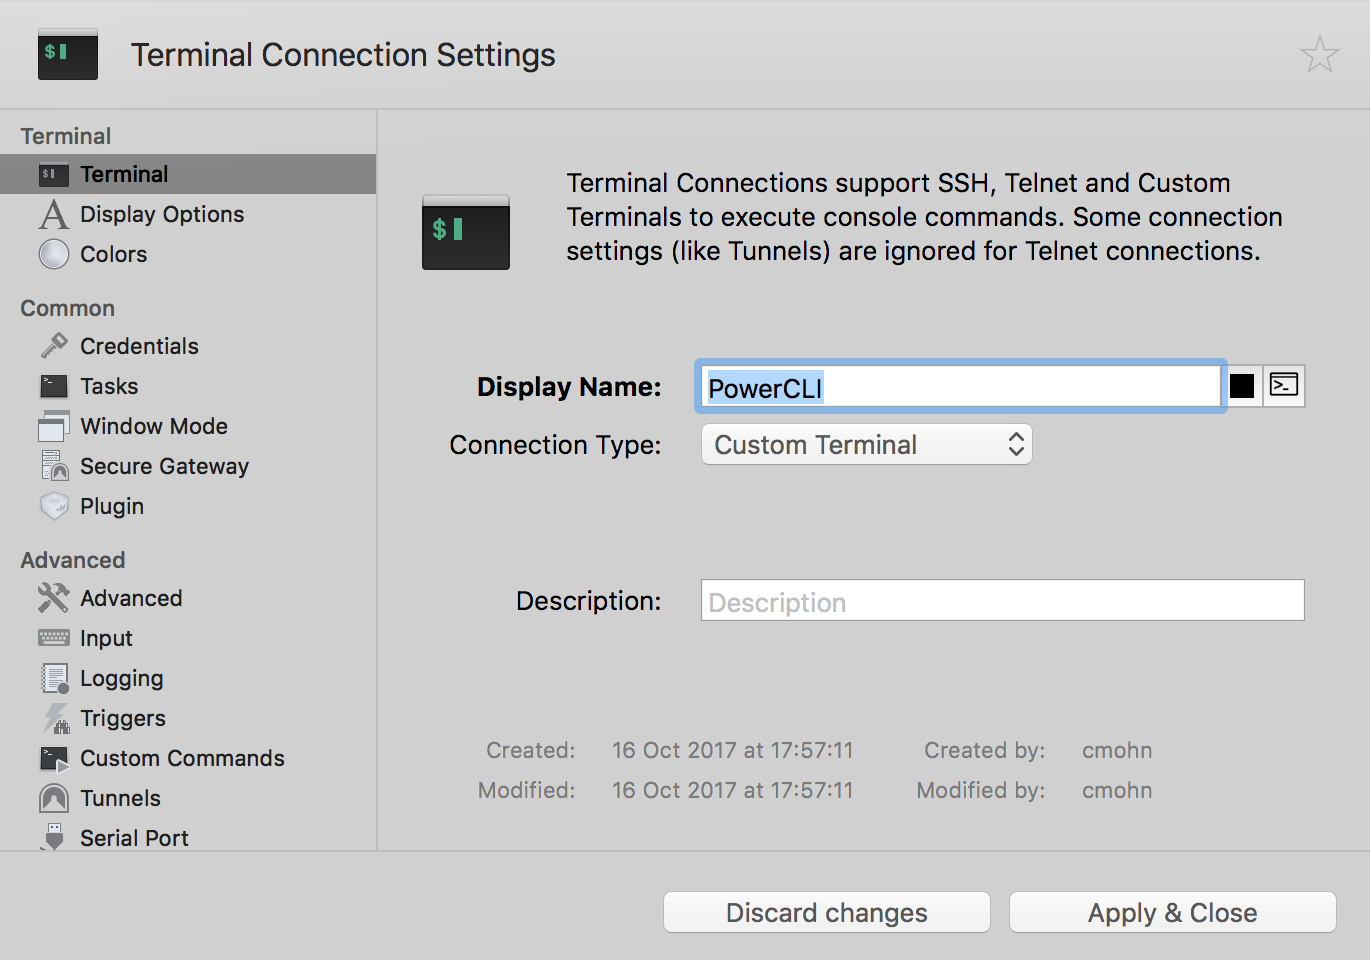 Terminal Connection Settings
Terminal
Terminal
Display Options
Colors
Common
Credentials
Tasks
Window Mode
Secure Gateway
Plugin
Advanced
Advanced
Input
Logging
Triggers
Custom Commands
Tunnels
Serial Port
$
Terminal Connections support SSH, Telnet and Custom
Terminals to execute console commands. Some connection
settings (like Tunnels) are ignored for Telnet connections.
Display Name: PowerCLI
Connection Type: Custom Terminal
Description: Description
Created: 16 Oct 2017 at 17:57:11 Created by: cmohn
Modified: 16 Oct 2017 at 17:57:11 Modified by: cmohn
Discard changes Apply & Close